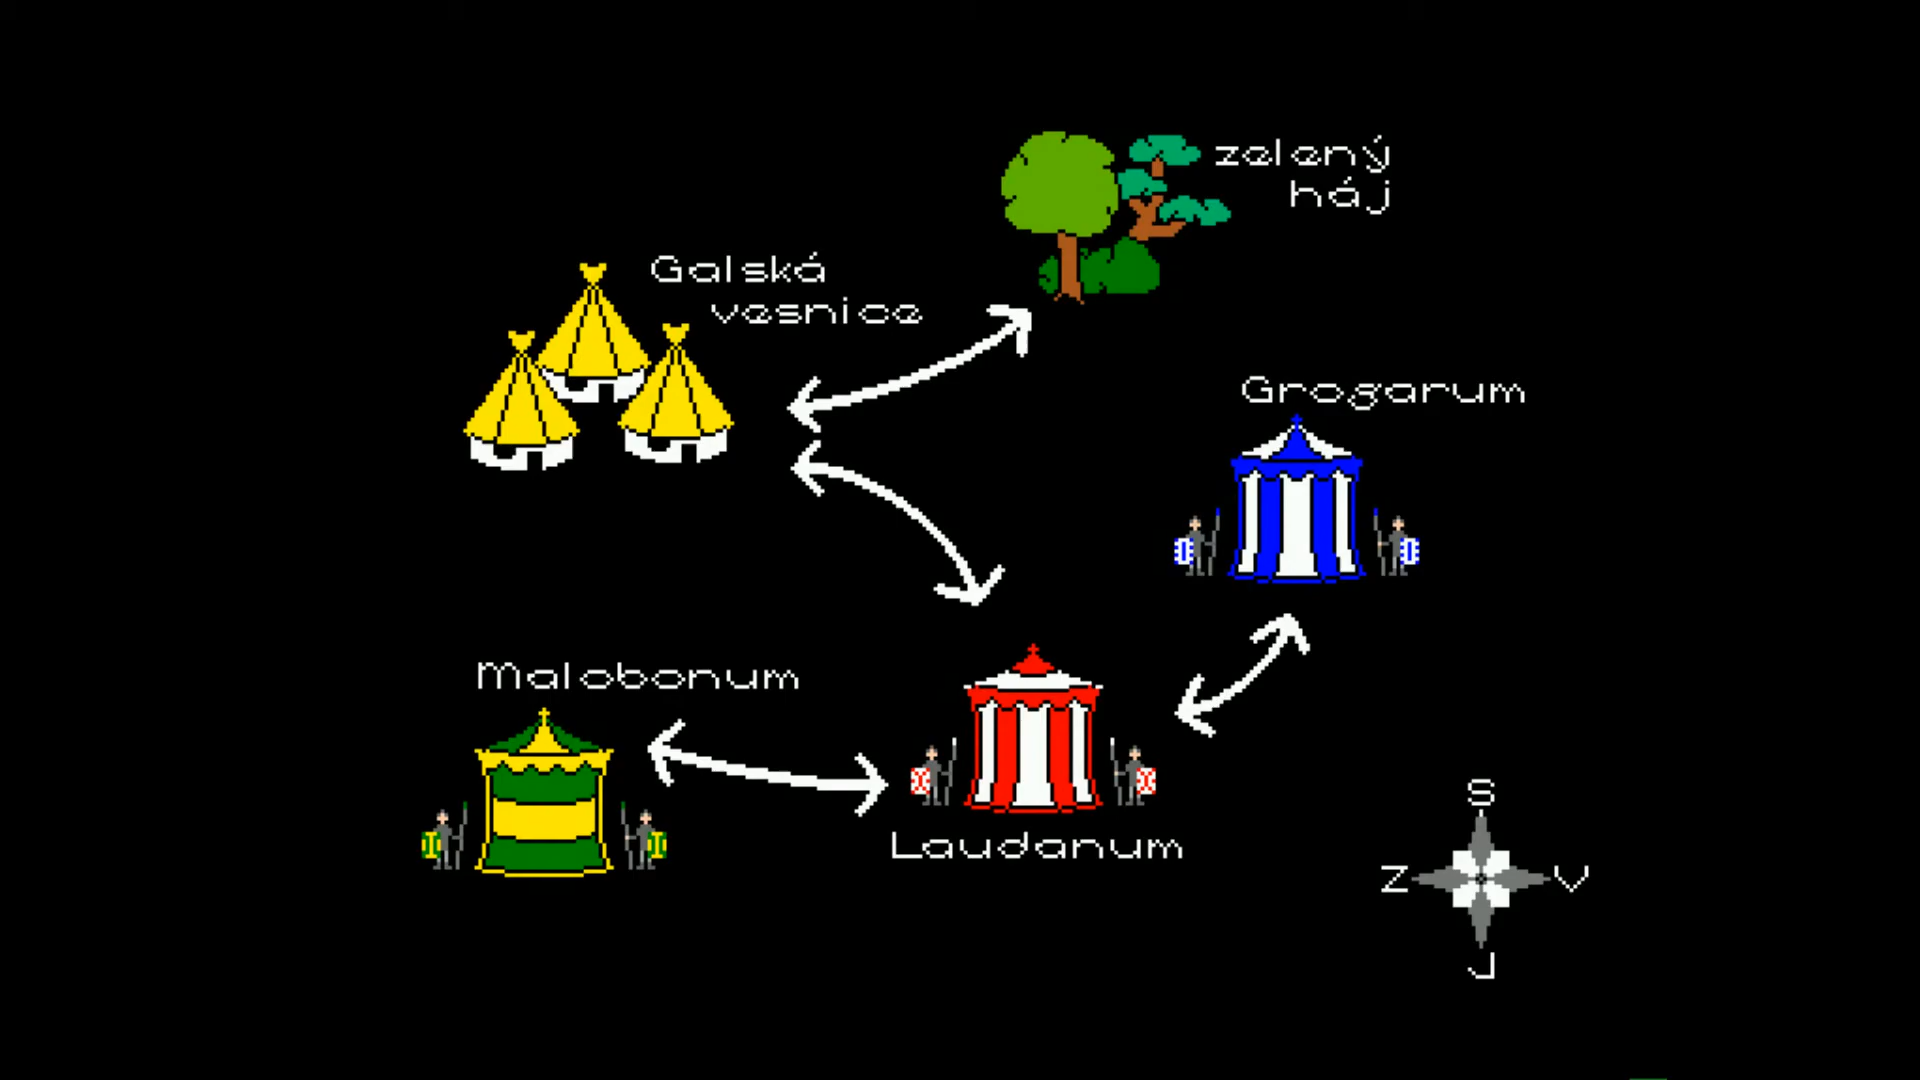 zelený
háj
Galská
vesnice
Grogarum
Malobonum
Laudanum
S
Z V
J